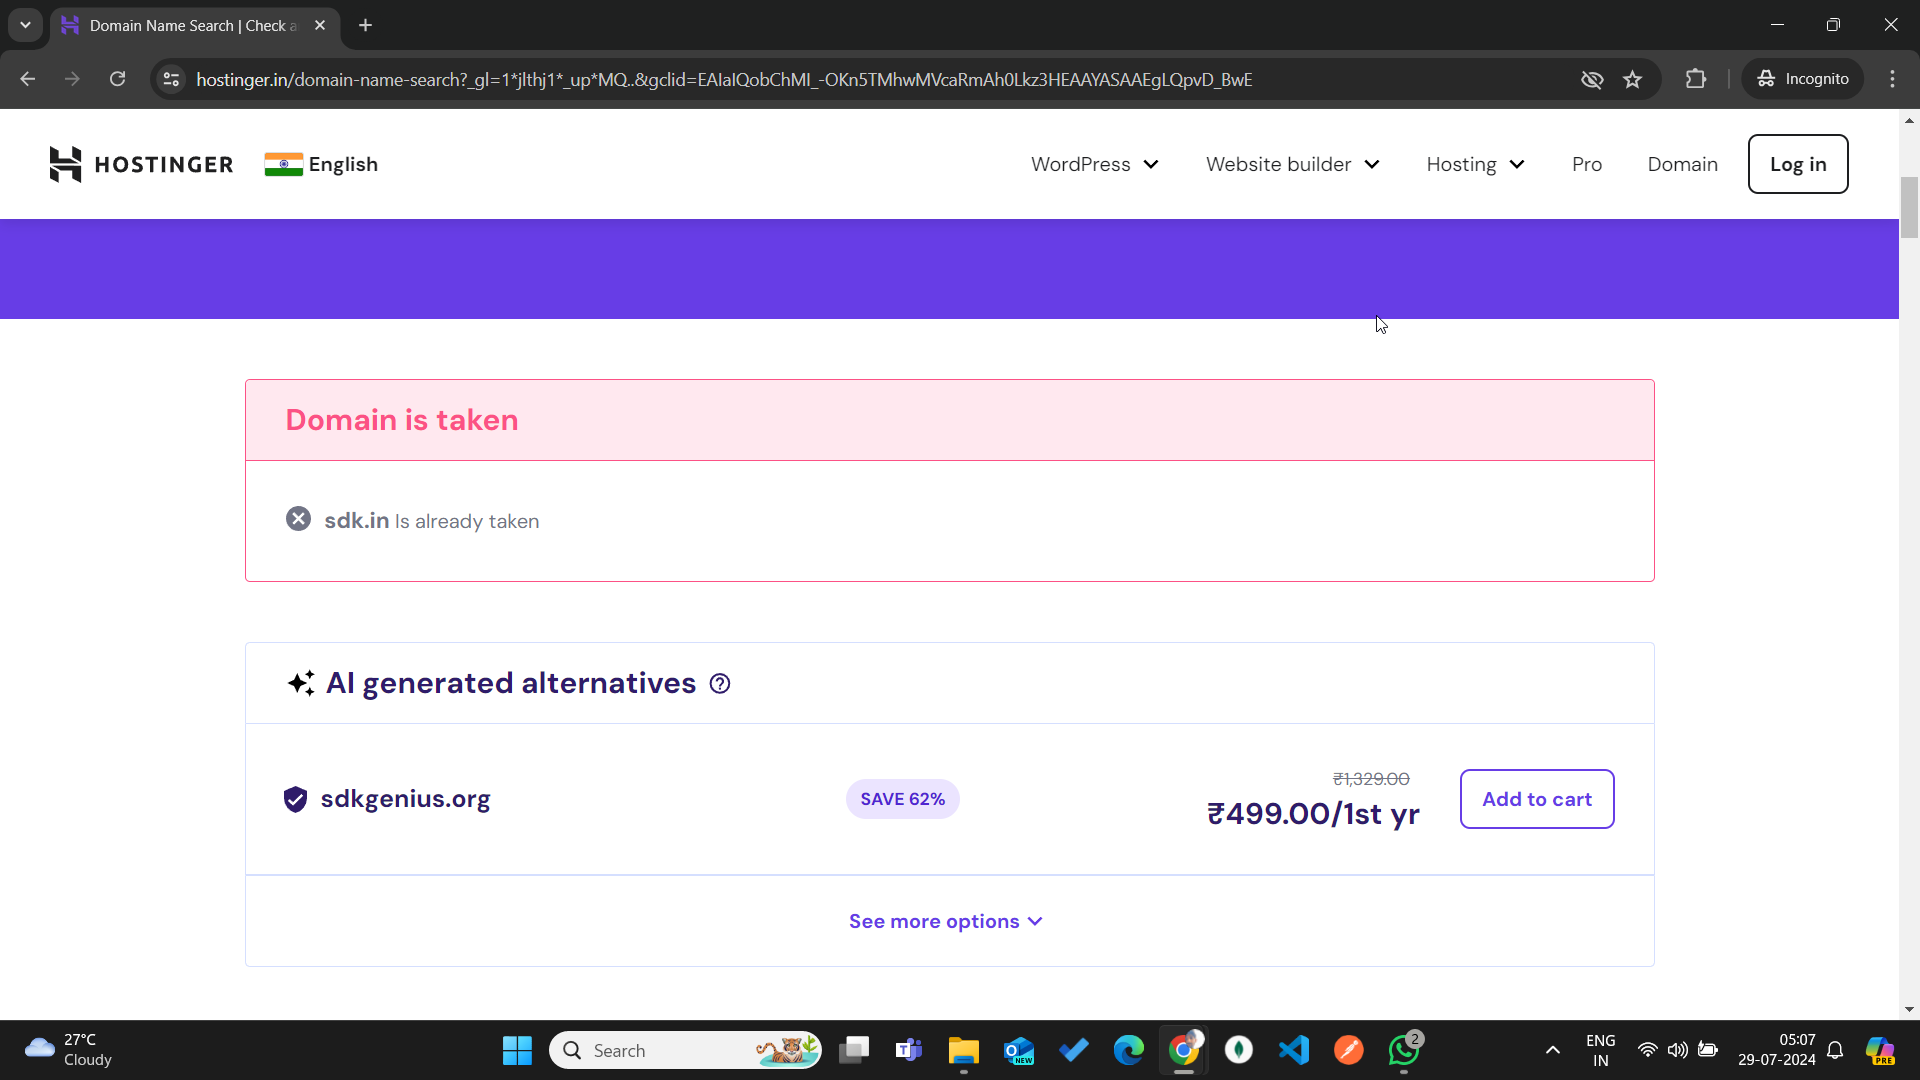 Domain Name Search | Check a
hostinger.in/domain-name-search?_gl=1*jlthj1*_up*MQ..&gclid=EAIaIQobChMI_-OKn5TMhwMVcaRmAh0Lkz3HEAAYASAAEgLQpvD_BwE
Incognito
HOSTINGER
English
WordPress
Website builder
Hosting
Pro
Domain
Log in
Domain is taken
sdk.in Is already taken
AI generated alternatives
sdkgenius.org
SAVE 62%
₹1,329.00
₹499.00/1st yr
Add to cart
See more options
27°C
Cloudy
Search
NEW
2
ENG
IN
05:07
29-07-2024
PRE